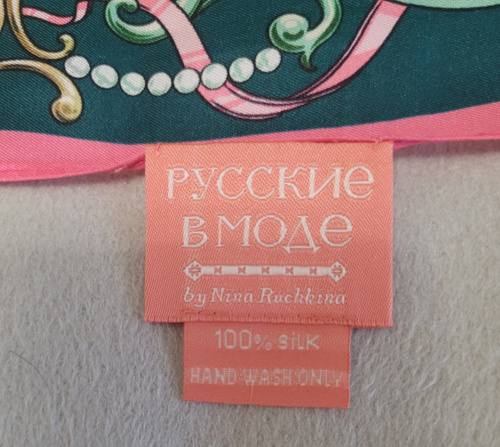 Русские
в моде
by Nina Ruchkina
100% SILK
HAND WASH ONLY